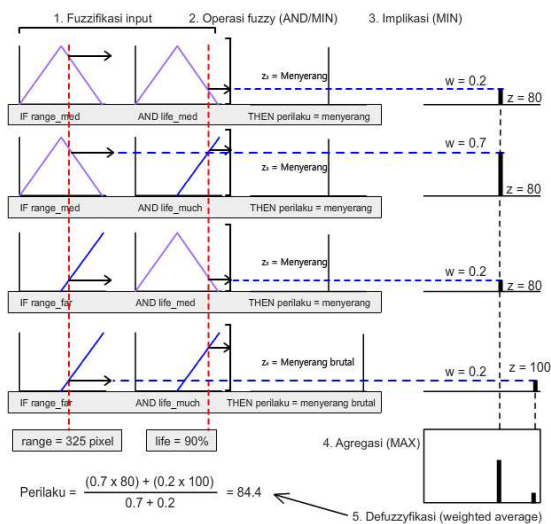 1. Fuzzifikasi input
2. Operasi fuzzy (AND/MIN)
3. Implikasi (MIN)
z₁ = Menyerang
w = 0.2
z = 80
IF range_med
AND life_med
THEN perilaku = menyerang
z₂ = Menyerang
w = 0.7
z = 80
IF range_med
AND life_much
THEN perilaku = menyerang
z₃ = Menyerang
w = 0.2
z = 80
IF range_far
AND life_med
THEN perilaku = menyerang
z₄ = Menyerang brutal
w = 0.2
z = 100
IF range_far
AND life_much
THEN perilaku = menyerang brutal
range = 325 pixel
life = 90%
4. Agregasi (MAX)
Perilaku = (0.7 x 80) + (0.2 x 100)
0.7 + 0.2
= 84.4
5. Defuzzyfikasi (weighted average)